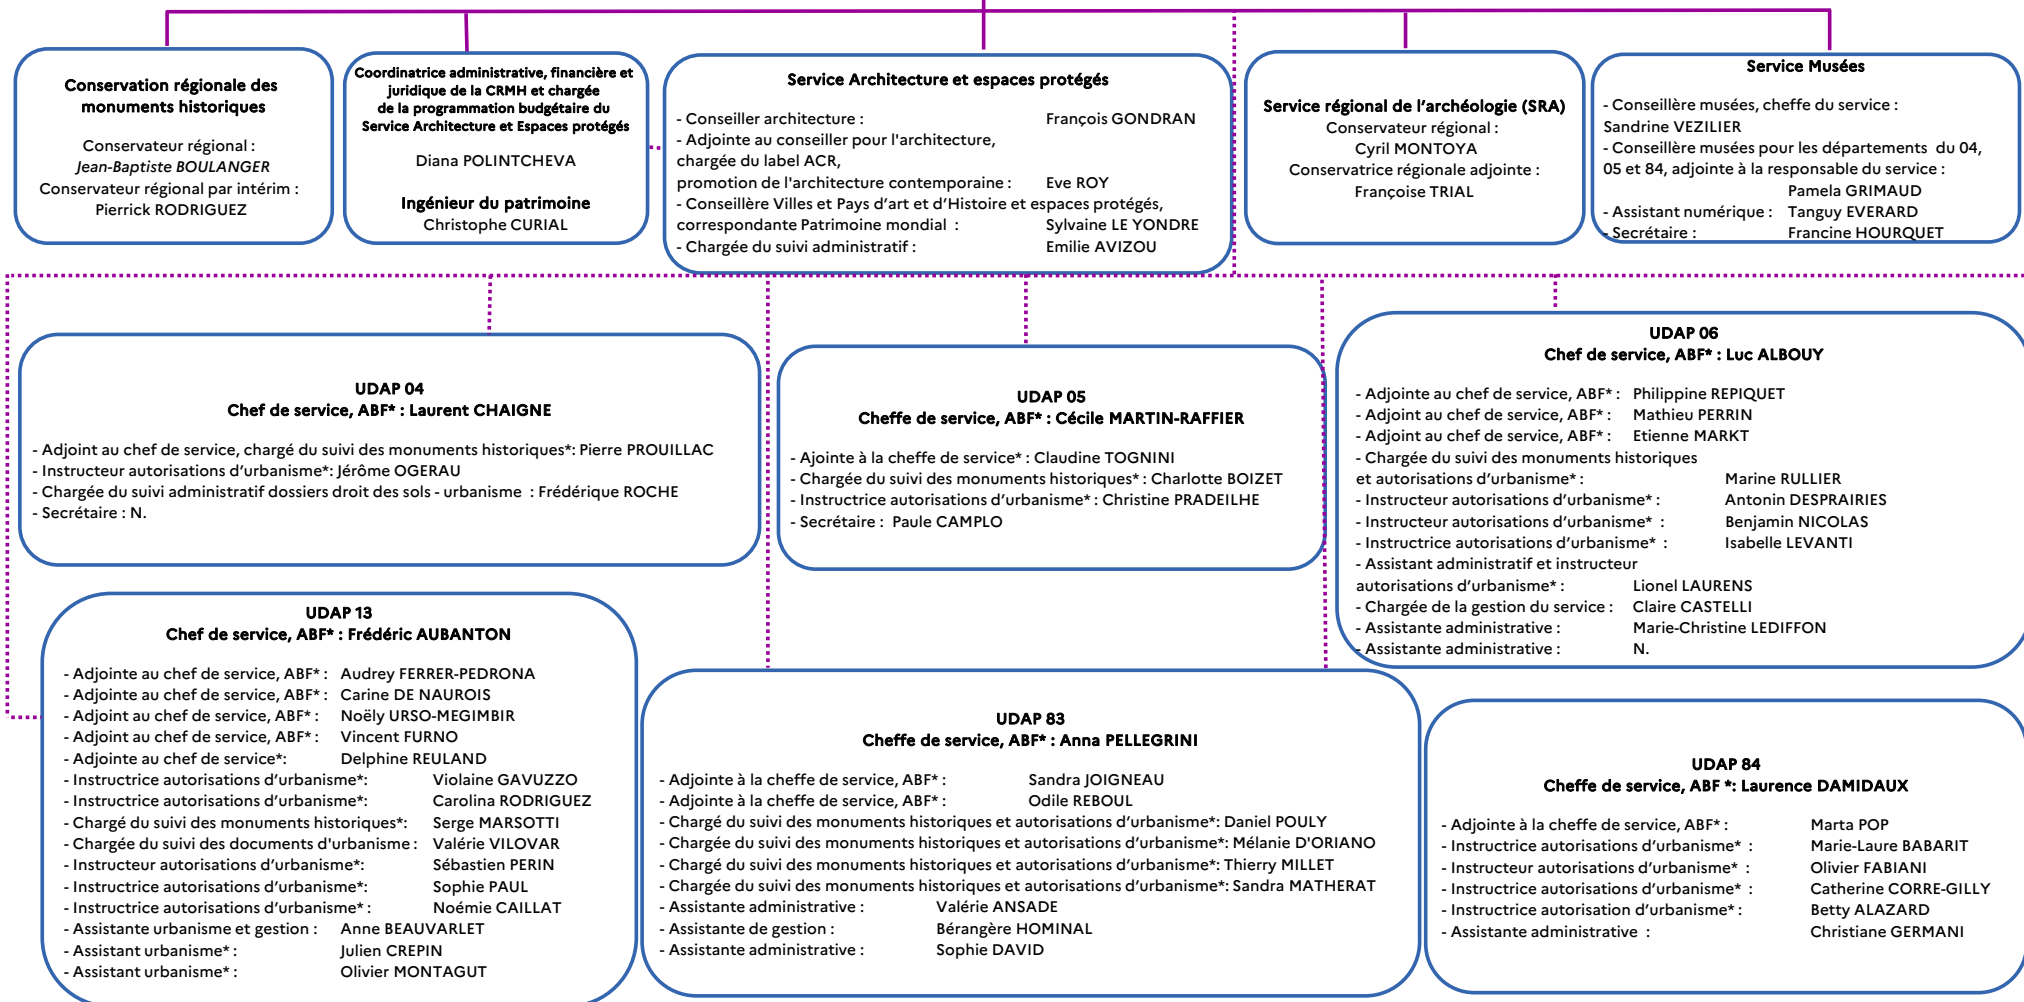 Conservation régionale des
monuments historiques
Conservateur régional :
Jean-Baptiste BOULANGER
Conservateur régional par intérim :
Pierrick RODRIGUEZ
Coordinatrice administrative, financière et
juridique de la CRMH et chargée
de la programmation budgétaire du
Service Architecture et Espaces protégés
Diana POLINTCHEVA
Ingénieur du patrimoine
Christophe CURIAL
Service Architecture et espaces protégés
- Conseiller architecture : François GONDRAN
- Adjointe au conseiller pour l'architecture,
chargée du label ACR,
promotion de l'architecture contemporaine : Eve ROY
- Conseillère Villes et Pays d’art et d’Histoire et espaces protégés,
correspondante Patrimoine mondial : Sylvaine LE YONDRE
- Chargée du suivi administratif : Emilie AVIZOU
Service régional de l’archéologie (SRA)
Conservateur régional :
Cyril MONTOYA
Conservatrice régionale adjointe :
Françoise TRIAL
Service Musées
- Conseillère musées, cheffe du service :
Sandrine VEZILIER
- Conseillère musées pour les départements du 04,
05 et 84, adjointe à la responsable du service :
Pamela GRIMAUD
- Assistant numérique : Tanguy EVERARD
- Secrétaire : Francine HOURQUET
UDAP 04
Chef de service, ABF* : Laurent CHAIGNE
- Adjoint au chef de service, chargé du suivi des monuments historiques*: Pierre PROUILLAC
- Instructeur autorisations d’urbanisme*: Jérôme OGERAU
- Chargée du suivi administratif dossiers droit des sols - urbanisme : Frédérique ROCHE
- Secrétaire : N.
UDAP 05
Cheffe de service, ABF* : Cécile MARTIN-RAFFIER
- Ajointe à la cheffe de service* : Claudine TOGNINI
- Chargée du suivi des monuments historiques* : Charlotte BOIZET
- Instructrice autorisations d’urbanisme* : Christine PRADEILHE
- Secrétaire : Paule CAMPLO
UDAP 06
Chef de service, ABF* : Luc ALBOUY
- Adjointe au chef de service, ABF* : Philippine REPIQUET
- Adjoint au chef de service, ABF* : Mathieu PERRIN
- Adjoint au chef de service, ABF* : Etienne MARKT
- Chargée du suivi des monuments historiques
et autorisations d’urbanisme* : Marine RULLIER
- Instructeur autorisations d’urbanisme* : Antonin DESPRAIRIES
- Instructeur autorisations d’urbanisme* : Benjamin NICOLAS
- Instructrice autorisations d’urbanisme* : Isabelle LEVANTI
- Assistant administratif et instructeur
autorisations d’urbanisme* : Lionel LAURENS
- Chargée de la gestion du service : Claire CASTELLI
- Assistante administrative : Marie-Christine LEDIFFON
- Assistante administrative : N.
UDAP 13
Chef de service, ABF* : Frédéric AUBANTON
- Adjointe au chef de service, ABF* : Audrey FERRER-PEDRONA
- Adjointe au chef de service, ABF* : Carine DE NAUROIS
- Adjoint au chef de service, ABF* : Noëly URSO-MEGIMBIR
- Adjoint au chef de service, ABF* : Vincent FURNO
- Adjointe au chef de service*: Delphine REULAND
- Instructrice autorisations d’urbanisme*: Violaine GAVUZZO
- Instructrice autorisations d’urbanisme*: Carolina RODRIGUEZ
- Chargé du suivi des monuments historiques*: Serge MARSOTTI
- Chargée du suivi des documents d'urbanisme : Valérie VILOVAR
- Instructeur autorisations d’urbanisme*: Sébastien PERIN
- Instructrice autorisations d’urbanisme*: Sophie PAUL
- Instructrice autorisations d’urbanisme* : Noémie CAILLAT
- Assistante urbanisme et gestion : Anne BEAUVARLET
- Assistant urbanisme* : Julien CREPIN
- Assistant urbanisme* : Olivier MONTAGUT
UDAP 83
Cheffe de service, ABF* : Anna PELLEGRINI
- Adjointe à la cheffe de service, ABF* : Sandra JOIGNEAU
- Adjointe à la cheffe de service, ABF* : Odile REBOUL
- Chargé du suivi des monuments historiques et autorisations d’urbanisme*: Daniel POULY
- Chargée du suivi des monuments historiques et autorisations d’urbanisme*: Mélanie D'ORIANO
- Chargé du suivi des monuments historiques et autorisations d’urbanisme*: Thierry MILLET
- Chargée du suivi des monuments historiques et autorisations d’urbanisme*: Sandra MATHERAT
- Assistante administrative : Valérie ANSADE
- Assistante de gestion : Bérangère HOMINAL
- Assistante administrative : Sophie DAVID
UDAP 84
Cheffe de service, ABF *: Laurence DAMIDAUX
- Adjointe à la cheffe de service, ABF* : Marta POP
- Instructrice autorisations d’urbanisme* : Marie-Laure BABARIT
- Instructeur autorisations d’urbanisme* : Olivier FABIANI
- Instructrice autorisations d’urbanisme* : Catherine CORRE-GILLY
- Instructrice autorisation d’urbanisme* : Betty ALAZARD
- Assistante administrative : Christiane GERMANI